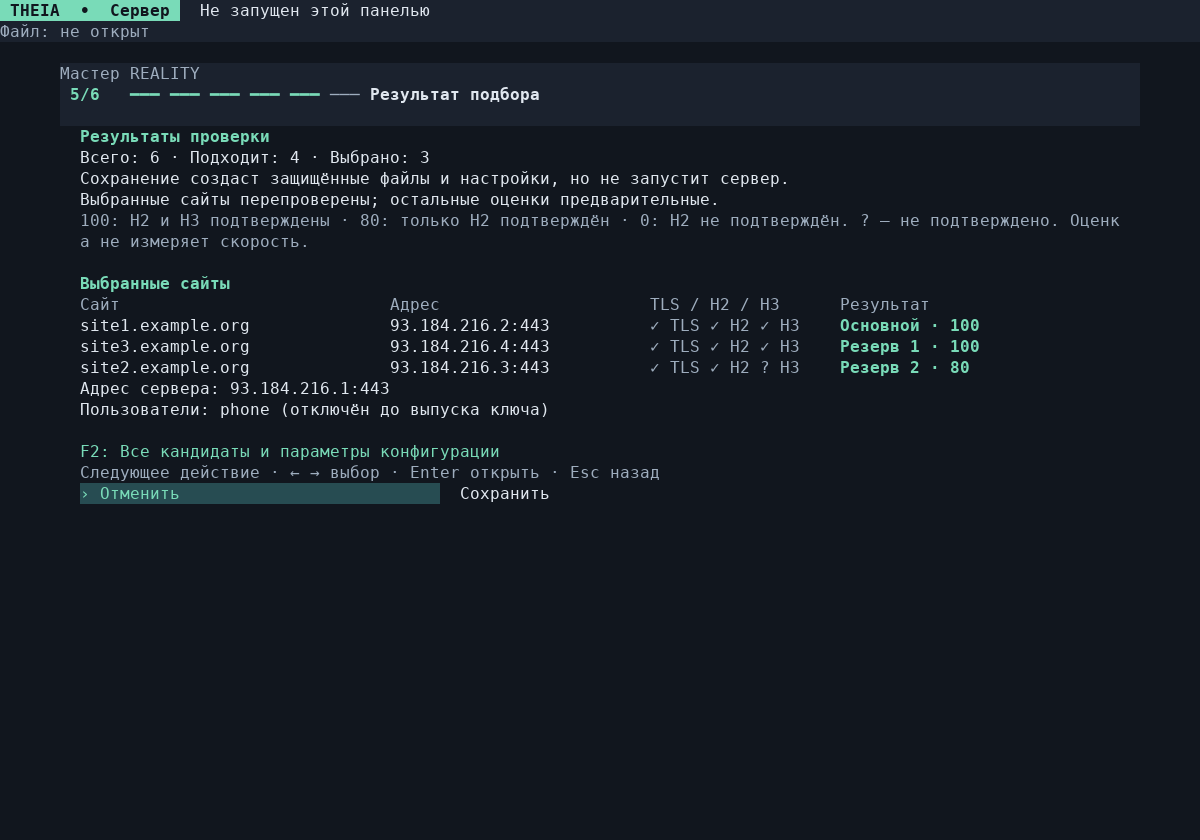 THEIA • Сервер Не запущен этой панелью
Файл: не открыт
Мастер REALITY
5/6 ━━━ ━━━ ━━━ ━━━ ━━━ ─── Результат подбора
Результаты проверки
Всего: 6 · Подходит: 4 · Выбрано: 3
Сохранение создаст защищённые файлы и настройки, но не запустит сервер.
Выбранные сайты перепроверены; остальные оценки предварительные.
100: H2 и H3 подтверждены · 80: только H2 подтверждён · 0: H2 не подтверждён. ? — не подтверждено. Оценк
а не измеряет скорость.
Выбранные сайты
Сайт Адрес TLS / H2 / H3 Результат
site1.example.org 93.184.216.2:443 ✓ TLS ✓ H2 ✓ H3 Основной · 100
site3.example.org 93.184.216.4:443 ✓ TLS ✓ H2 ✓ H3 Резерв 1 · 100
site2.example.org 93.184.216.3:443 ✓ TLS ✓ H2 ? H3 Резерв 2 · 80
Адрес сервера: 93.184.216.1:443
Пользователи: phone (отключён до выпуска ключа)
F2: Все кандидаты и параметры конфигурации
Следующее действие · ← → выбор · Enter открыть · Esc назад
› Отменить Сохранить